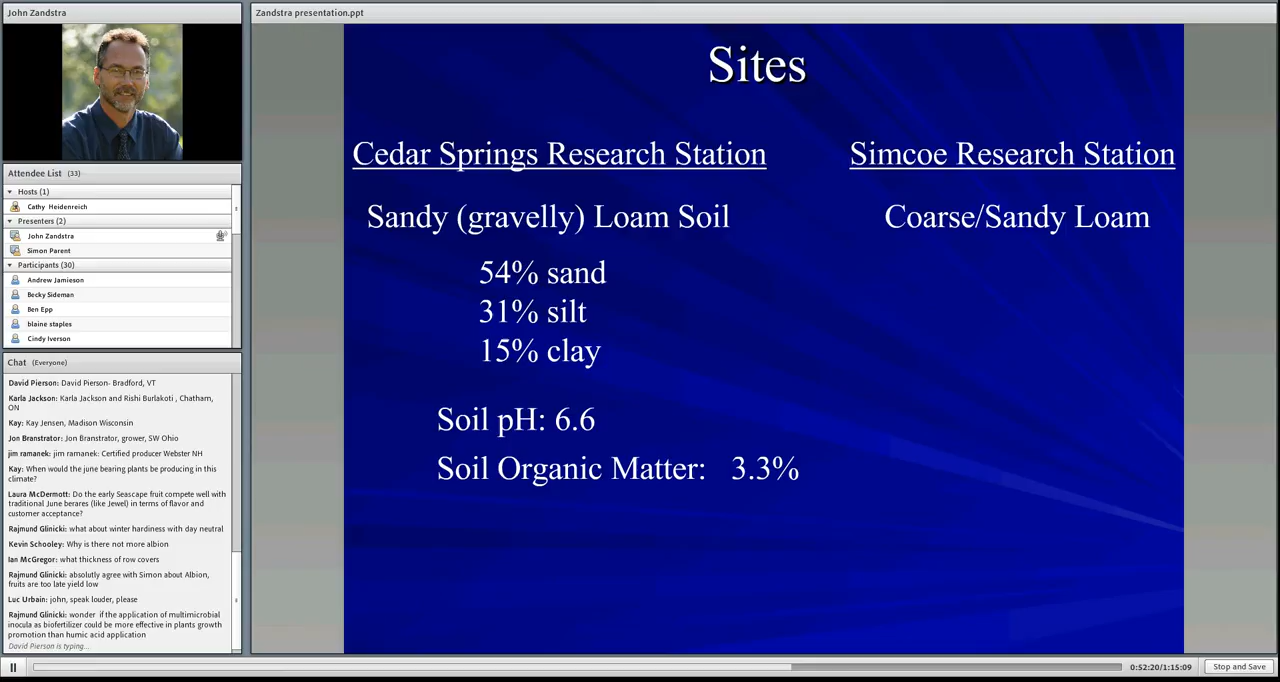 John Zandstra
Attendee List (33)
Hosts (1)
Cathy Heidenreich
Presenters (2)
John Zandstra
Simon Parent
Participants (30)
Andrew Jamieson
Becky Sideman
Ben Epp
blaine staples
Cindy Iverson
Chat (Everyone)
David Pierson: David Pierson- Bradford, VT
Karla Jackson: Karla Jackson and Rishi Burlakoti , Chatham,
ON
Kay: Kay Jensen, Madison Wisconsin
Jon Branstrator: Jon Branstrator, grower, SW Ohio
jim ramanek: jim ramanek: Certified producer Webster NH
Kay: When would the june bearing plants be producing in this
climate?
Laura McDermott: Do the early Seascape fruit compete well with
traditional June berares (like Jewel) in terms of flavor and
customer acceptance?
Rajmund Glinicki: what about winter hardiness with day neutral
Kevin Schooley: Why is there not more albion
Ian McGregor: what thickness of row covers
Rajmund Glinicki: absolutly agree with Simon about Albion,
fruits are too late yield low
Luc Urbain: john, speak louder, please
Rajmund Glinicki: wonder if the application of multimicrobial
inocula as biofertilizer could be more effective in plants growth
promotion than humic acid application
David Pierson is typing...
Zandstra presentation.ppt
Sites
Cedar Springs Research Station
Sandy (gravelly) Loam Soil
54% sand
31% silt
15% clay
Soil pH: 6.6
Soil Organic Matter: 3.3%
Simcoe Research Station
Coarse/Sandy Loam
0:52:20/1:15:09
Stop and Save